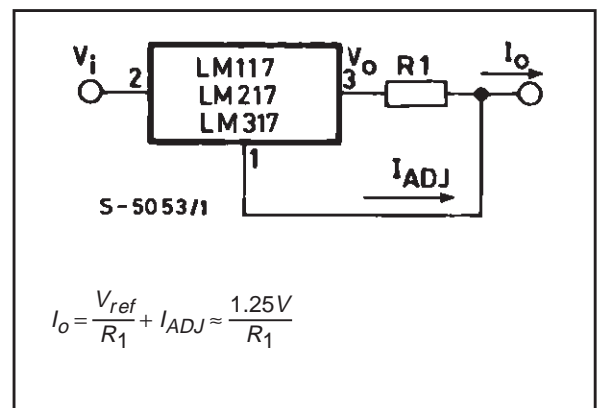 Vi
2
LM117
LM217
LM317
Vo
3
R1
Io
1
IADJ
S-5053/1
Io = Vref / R1 + IADJ ≈ 1.25V / R1